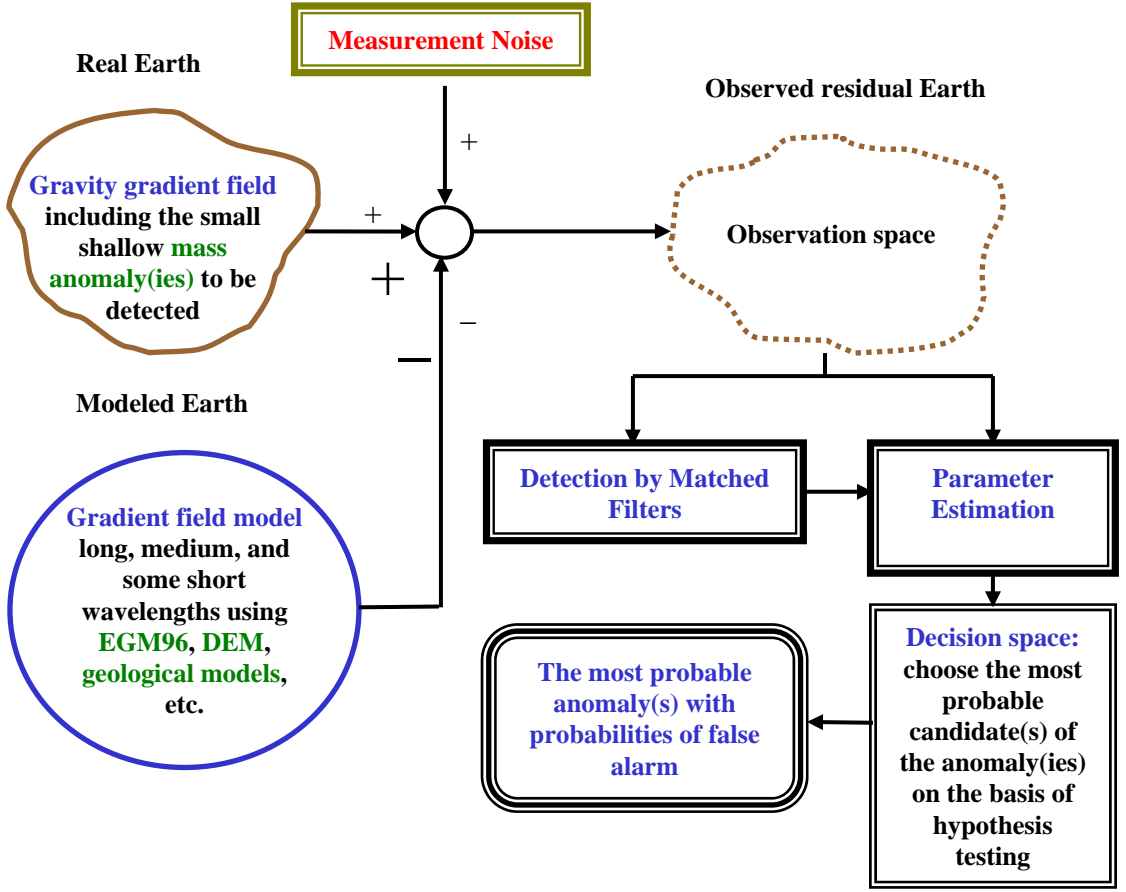 Measurement Noise
Real Earth
Observed residual Earth
+
Gravity gradient field
including the small
shallow mass
anomaly(ies) to be
detected
+
Observation space
+
−
−
Modeled Earth
Gradient field model
long, medium, and
some short
wavelengths using
EGM96, DEM,
geological models,
etc.
Detection by Matched
Filters
Parameter
Estimation
Decision space:
choose the most
probable
candidate(s) of
the anomaly(ies)
on the basis of
hypothesis
testing
The most probable
anomaly(s) with
probabilities of false
alarm